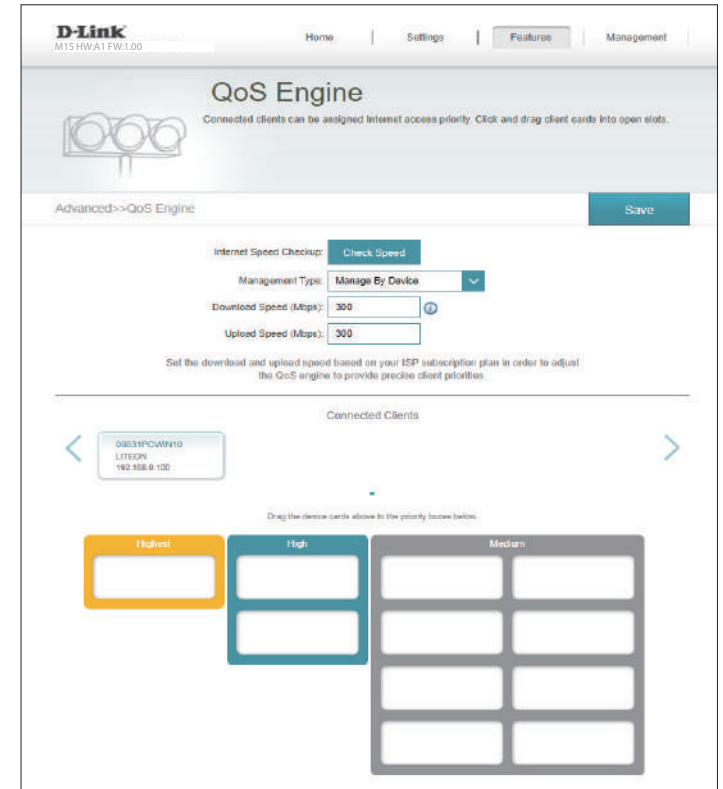 D-Link
M15 HW:A1 FW:1.00
Home | Settings | Features | Management
QoS Engine
Connected clients can be assigned Internet access priority. Click and drag client cards into open slots.
Advanced>>QoS Engine
Save
Internet Speed Checkup: Check Speed
Management Type: Manage By Device
Download Speed (Mbps): 300
Upload Speed (Mbps): 300
Set the download and upload speed based on your ISP subscription plan in order to adjust
the QoS engine to provide precise client priorities.
Connected Clients
08831PCWIN10
LITEON
192.168.0.100
Drag the device cards above to the priority boxes below.
Highest
High
Medium